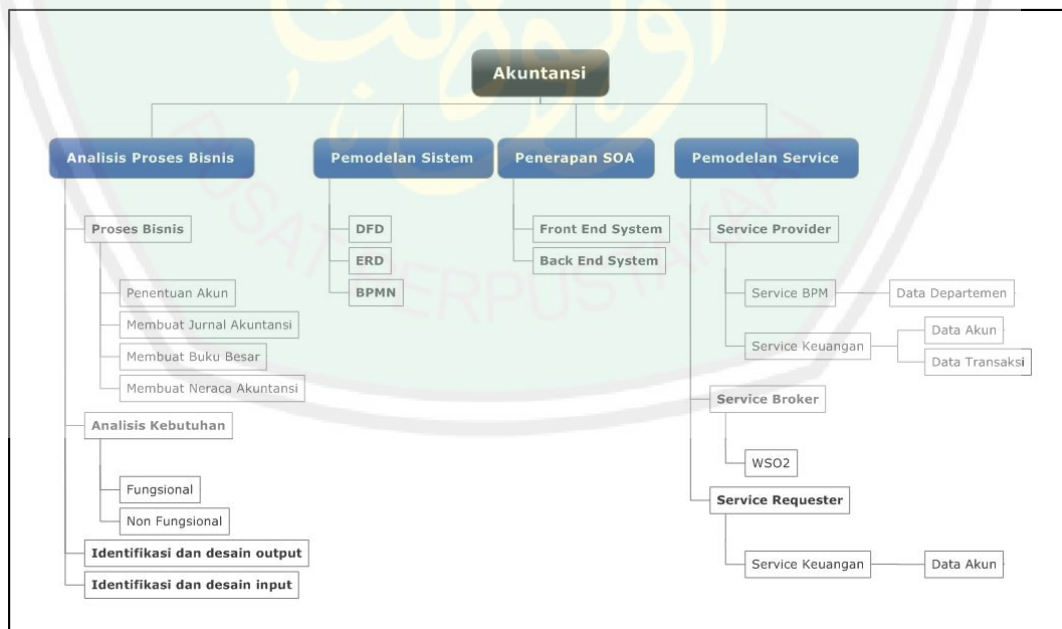 Akuntansi
Analisis Proses Bisnis
Pemodelan Sistem
Penerapan SOA
Pemodelan Service
Proses Bisnis
Penentuan Akun
Membuat Jurnal Akuntansi
Membuat Buku Besar
Membuat Neraca Akuntansi
Analisis Kebutuhan
Fungsional
Non Fungsional
Identifikasi dan desain output
Identifikasi dan desain input
DFD
ERD
BPMN
Front End System
Back End System
Service Provider
Service BPM
Data Departemen
Service Keuangan
Data Akun
Data Transaksi
Service Broker
WSO2
Service Requester
Service Keuangan
Data Akun
PUSAT PERPUSTAKAAN